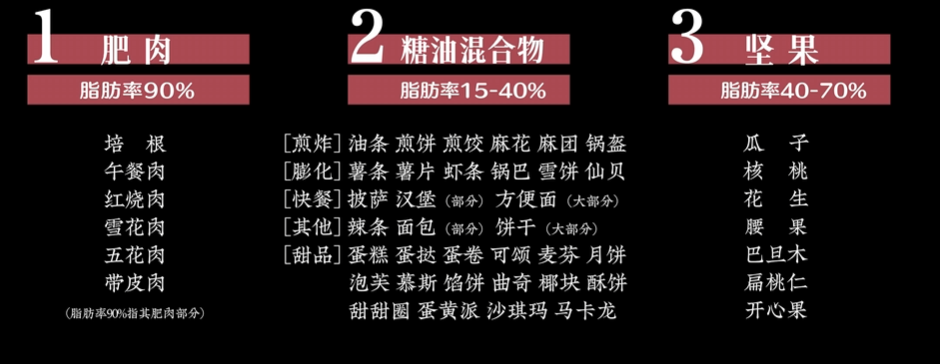 1 肥肉
脂肪率90%
培根
午餐肉
红烧肉
雪花肉
五花肉
带皮肉
(脂肪率90%指其肥肉部分)
2 糖油混合物
脂肪率15-40%
[煎炸] 油条 煎饼 煎饺 麻花 麻团 锅盔
[膨化] 薯条 薯片 虾条 锅巴 雪饼 仙贝
[快餐] 披萨 汉堡 (部分) 方便面 (大部分)
[其他] 辣条 面包 (部分) 饼干 (大部分)
[甜品] 蛋糕 蛋挞 蛋卷 可颂 麦芬 月饼
泡芙 慕斯 馅饼 曲奇 椰块 酥饼
甜甜圈 蛋黄派 沙琪玛 马卡龙
3 坚果
脂肪率40-70%
瓜子
核桃
花生
腰果
巴旦木
扁桃仁
开心果